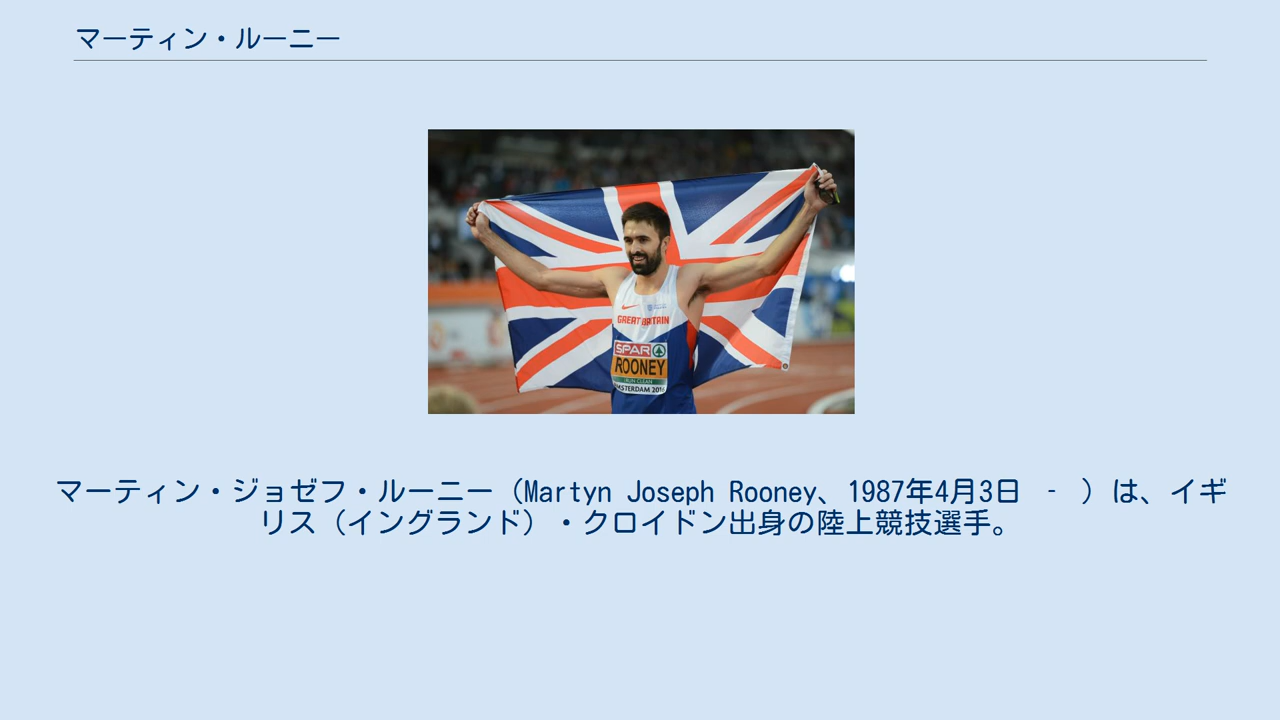 マーティン・ルーニー
GREAT BRITAIN
SPAR
ROONEY
AMSTERDAM 2016
マーティン・ジョゼフ・ルーニー（Martyn Joseph Rooney、1987年4月3日 - ）は、イギ
リス（イングランド）・クロイドン出身の陸上競技選手。